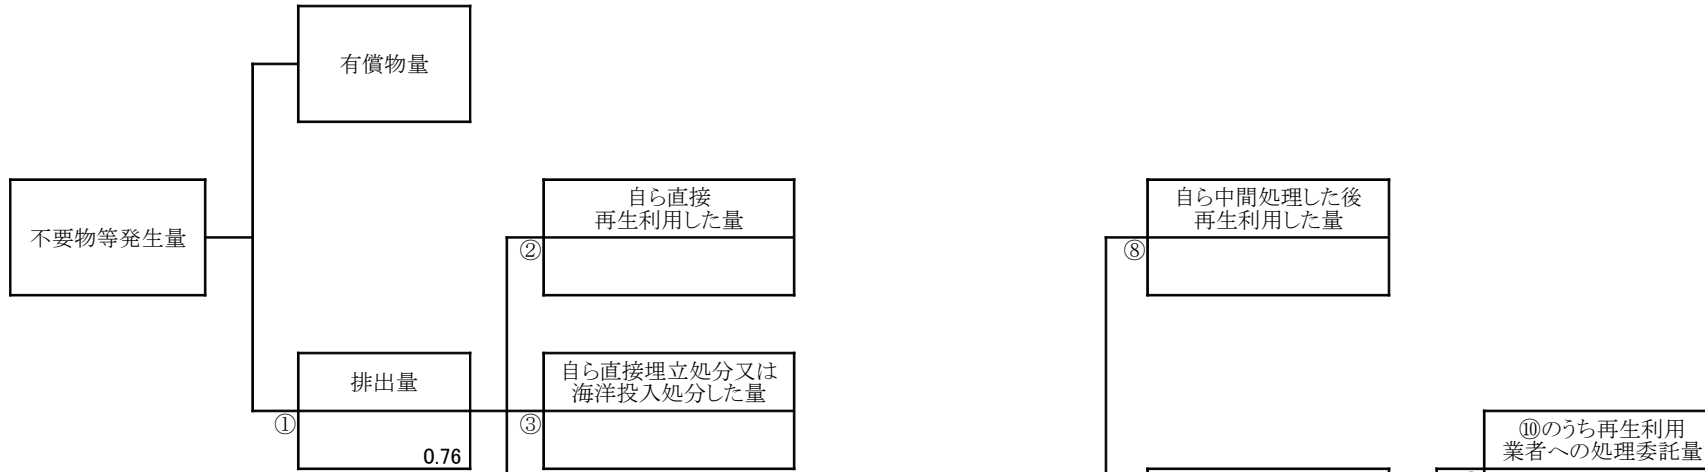 有償物量
不要物等発生量
自ら直接
再生利用した量
②
自ら中間処理した後
再生利用した量
⑧
排出量
①
0.76
自ら直接埋立処分又は
海洋投入処分した量
③
⑩のうち再生利用
業者への処理委託量